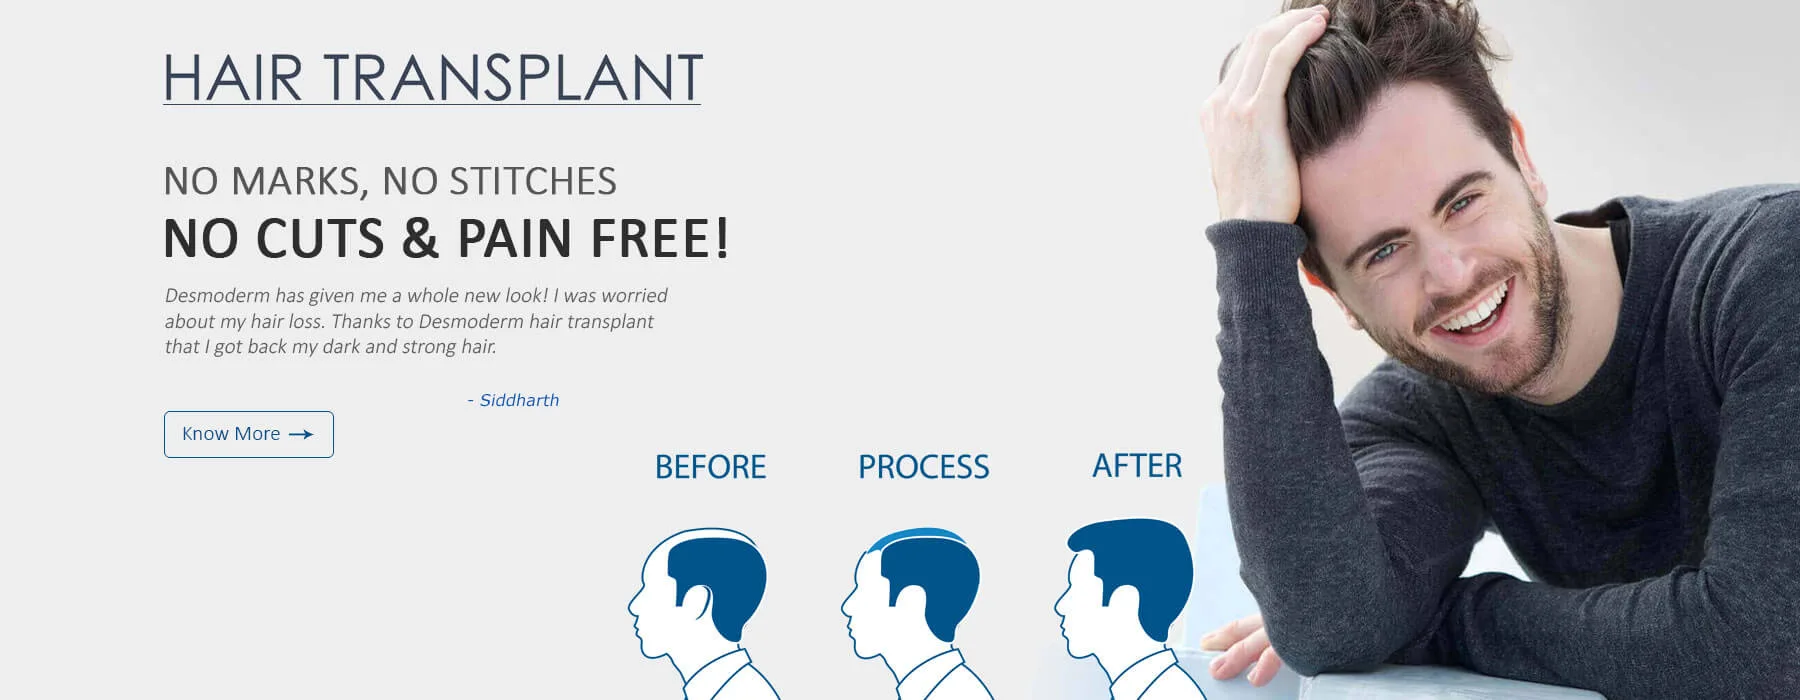 HAIR TRANSPLANT
NO MARKS, NO STITCHES
NO CUTS & PAIN FREE!
Desmoderm has given me a whole new look! I was worried
about my hair loss. Thanks to Desmoderm hair transplant
that I got back my dark and strong hair.
- Siddharth
Know More
BEFORE PROCESS AFTER